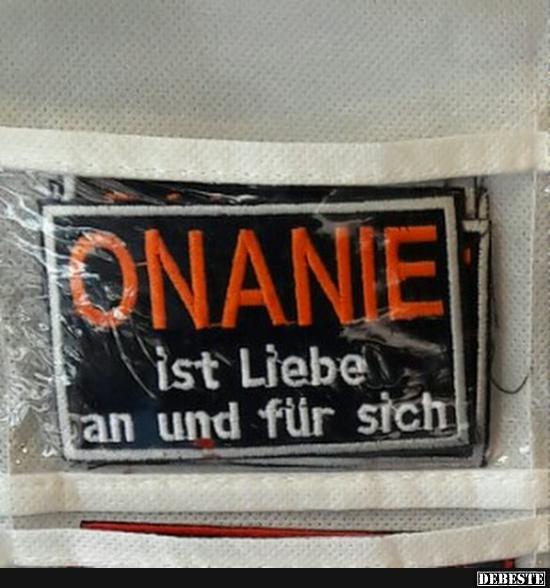 ONANIE
ist Liebe
an und für sich
DEBESTE